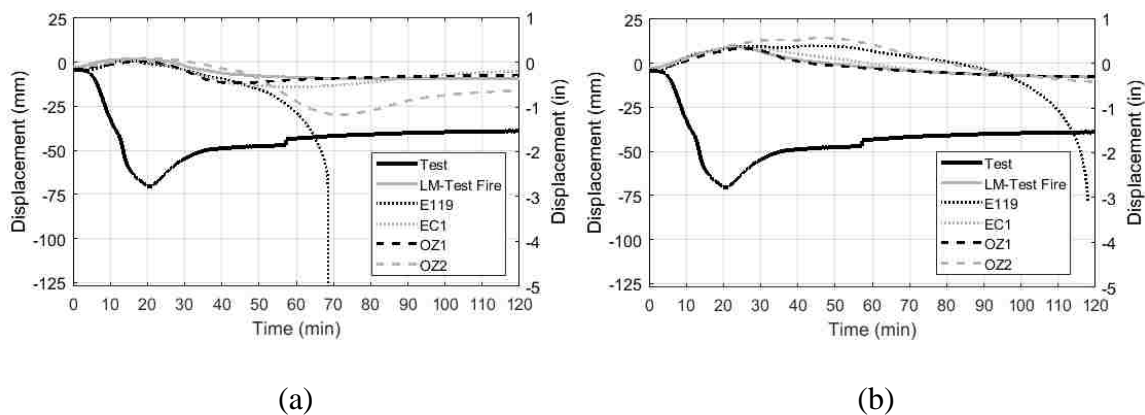 25
0
-25
-50
-75
-100
-125
Displacement (mm)
1
0
-1
-2
-3
-4
-5
Displacement (in)
Test
LM-Test Fire
E119
EC1
OZ1
OZ2
0 10 20 30 40 50 60 70 80 90 100 110 120
Time (min)
(a)
25
0
-25
-50
-75
-100
-125
Displacement (mm)
1
0
-1
-2
-3
-4
-5
Displacement (in)
Test
LM-Test Fire
E119
EC1
OZ1
OZ2
0 10 20 30 40 50 60 70 80 90 100 110 120
Time (min)
(b)